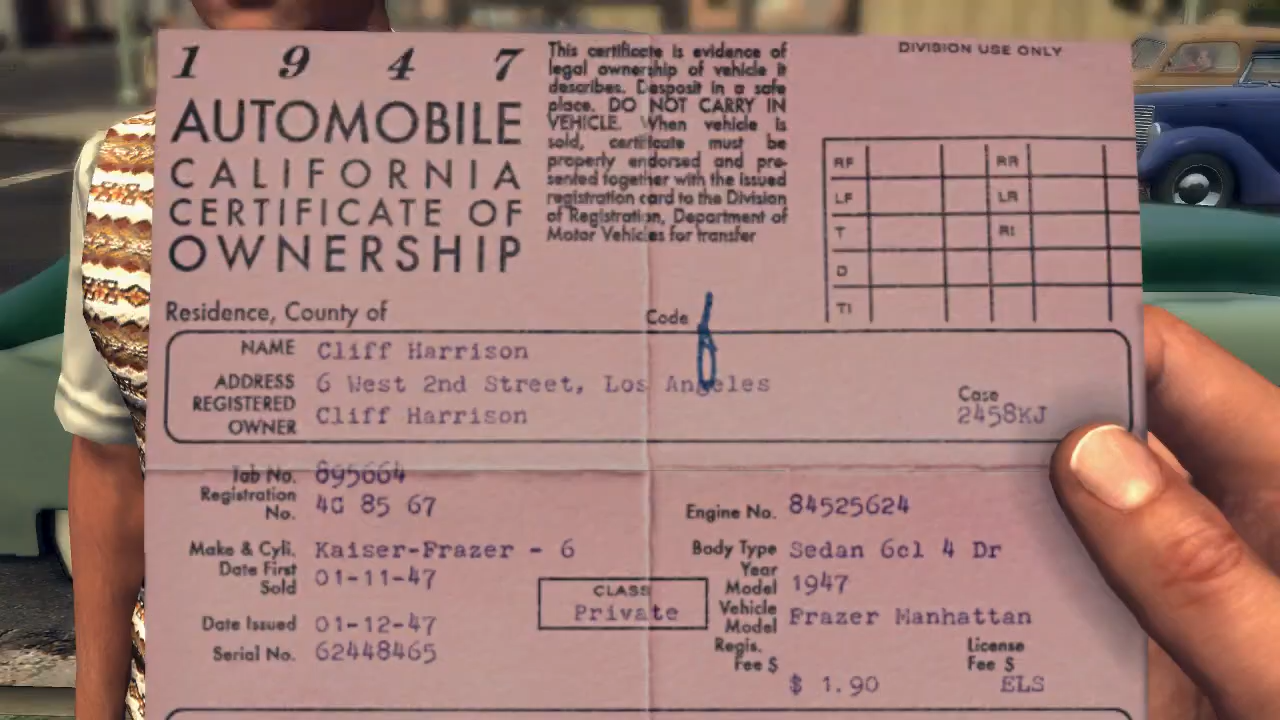 1 9 4 7
AUTOMOBILE
CALIFORNIA
CERTIFICATE OF
OWNERSHIP
This certificate is evidence of
legal ownership of vehicle it
describes. Desposit in a safe
place. DO NOT CARRY IN
VEHICLE. When vehicle is
sold, certificate must be
properly endorsed and pre-
sented together with the issued
registration card to the Division
of Registration, Department of
Motor Vehicles for transfer
DIVISION USE ONLY
RF RR
LF LR
T RI
D
TI
Residence, County of
Code
NAME Cliff Harrison
ADDRESS 6 West 2nd Street, Los Angeles
REGISTERED
OWNER Cliff Harrison
Case
2458KJ
Tab No. 895664
Registration
No. 4G 85 67
Engine No. 84525624
Make & Cyli. Kaiser-Frazer - 6
Body Type Sedan 6cl 4 Dr
Date First
Sold 01-11-47
Year
Model 1947
CLASS
Private
Date Issued 01-12-47
Vehicle
Model Frazer Manhattan
Serial No. 62448465
Regis.
Fee $ $ 1.90
License
Fee $ ELS